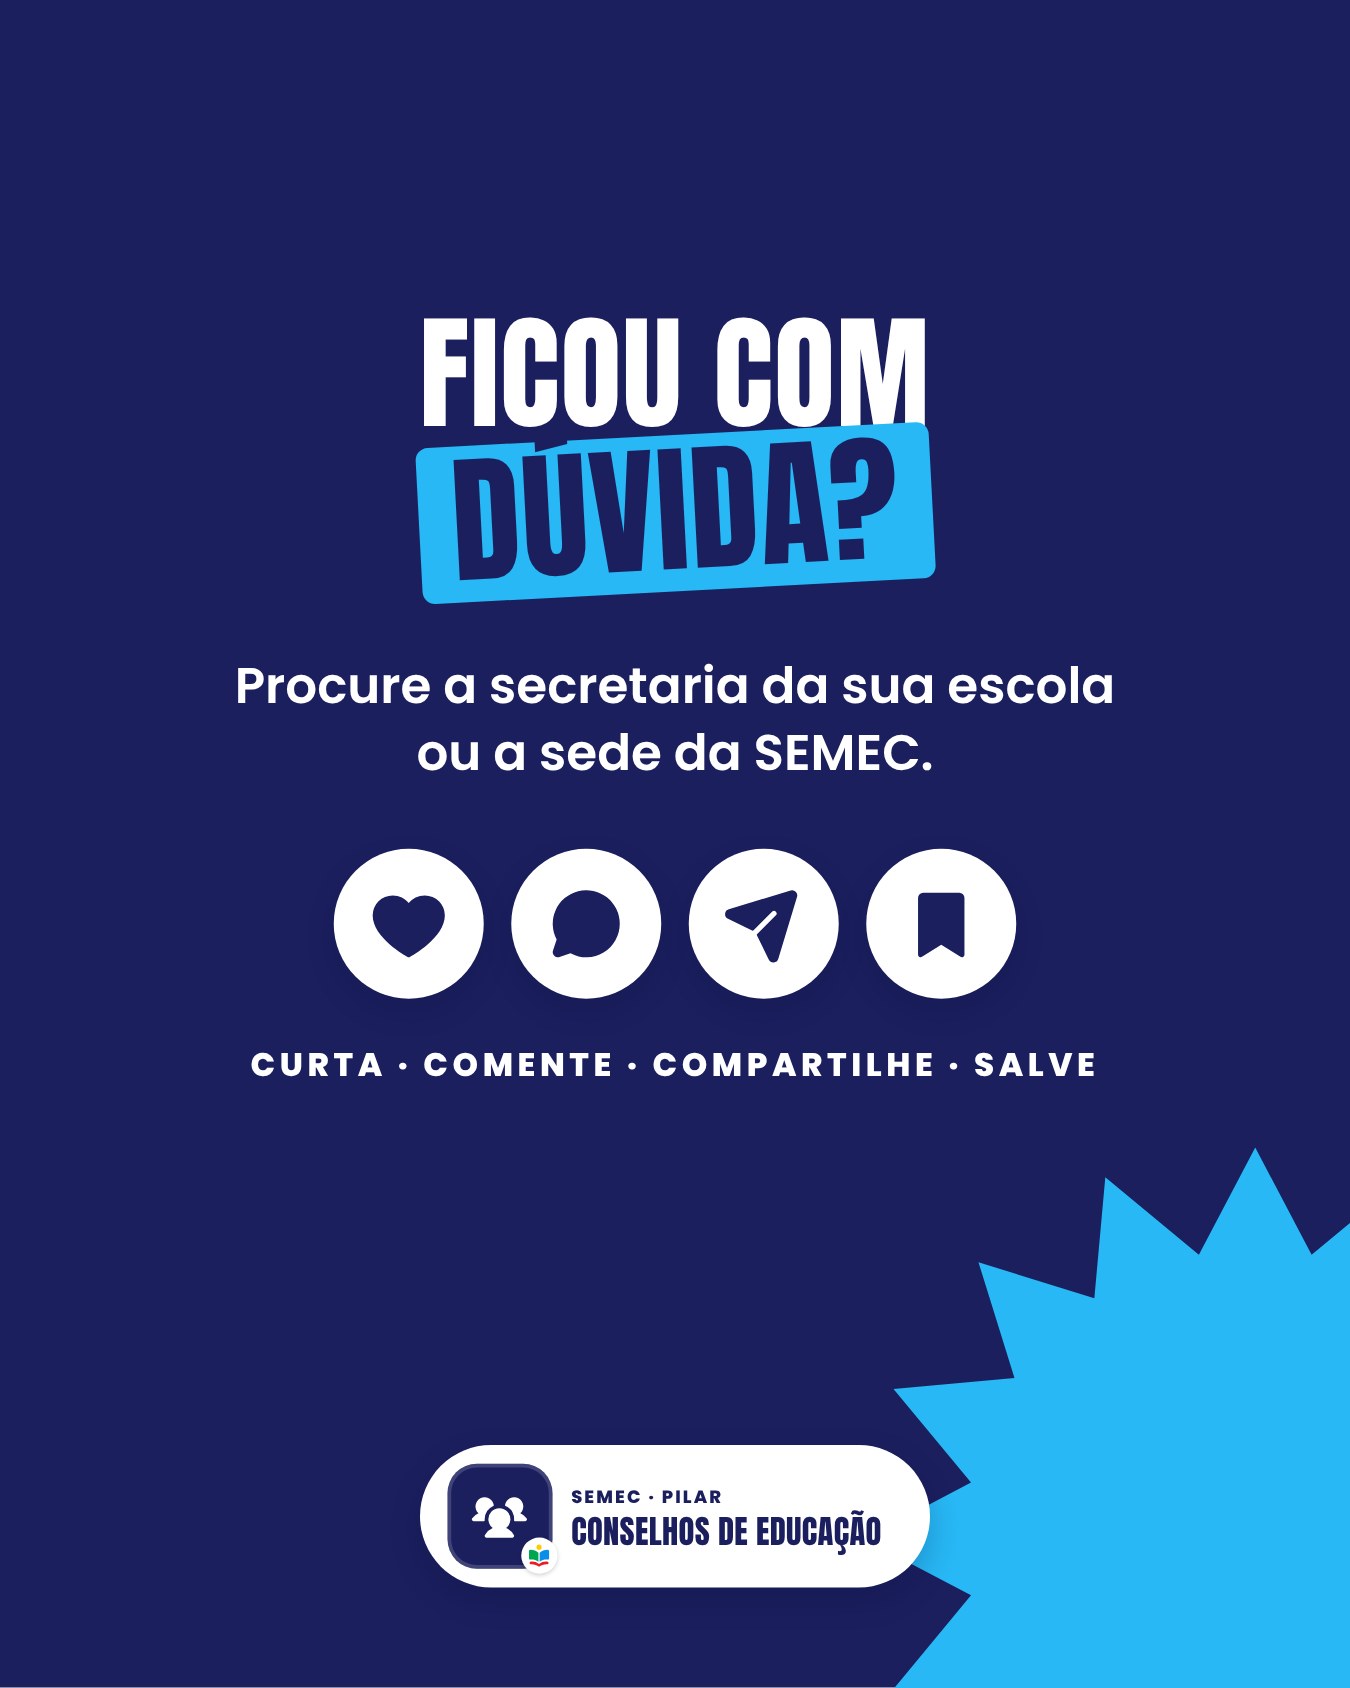 FICOU COM
DÚVIDA?
Procure a secretaria da sua escola
ou a sede da SEMEC.
CURTA · COMENTE · COMPARTILHE · SALVE
SEMEC · PILAR
CONSELHOS DE EDUCAÇÃO